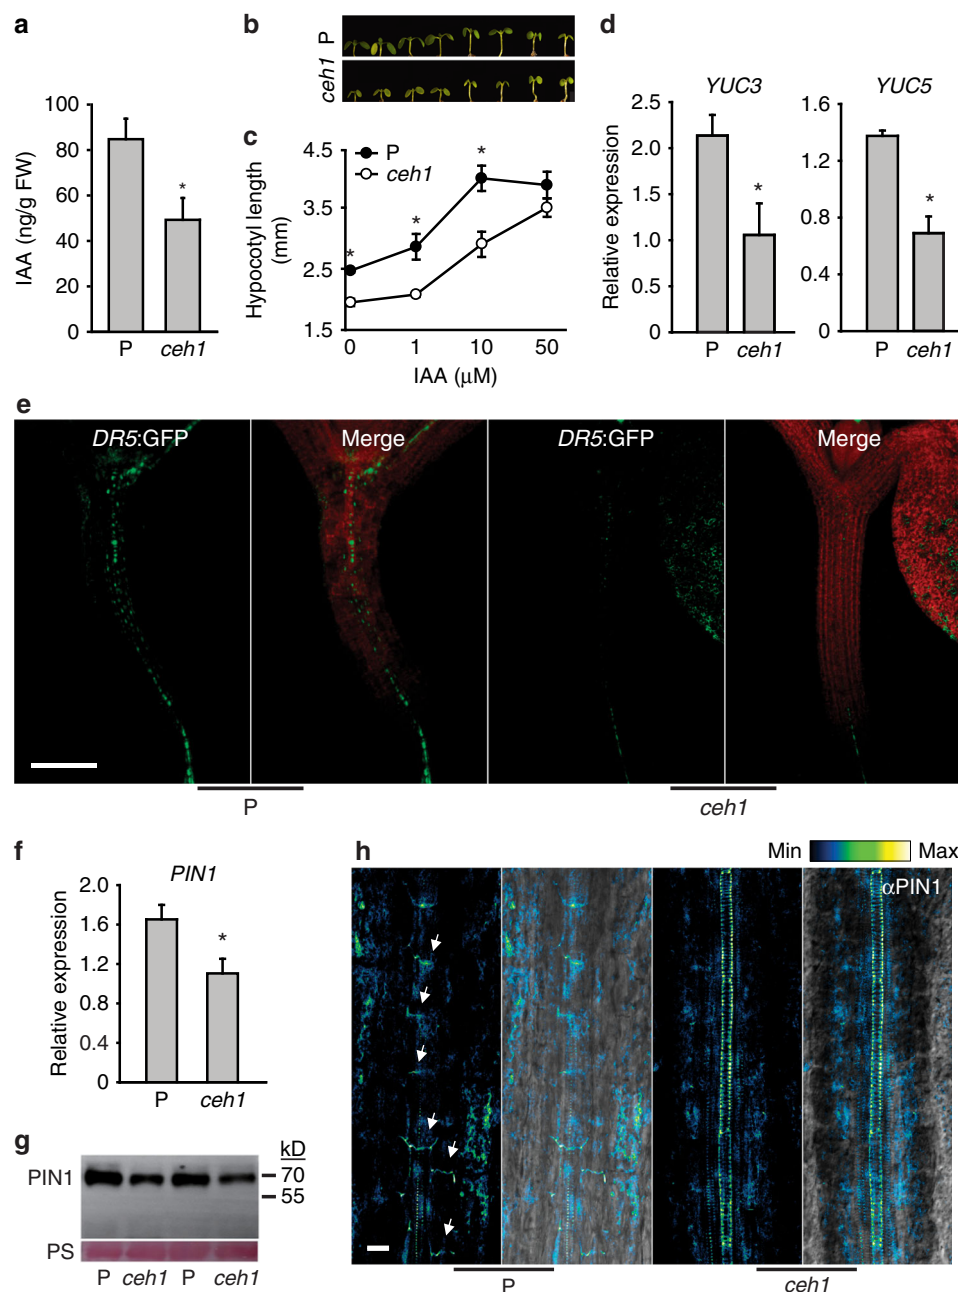 a
IAA (ng/g FW)
100
80
60
40
20
0
*
P
ceh1
b
P
ceh1
c
Hypocotyl length
(mm)
4.5
3.5
2.5
1.5
P
ceh1
*
*
*
0
1
10
50
IAA (μM)
d
Relative expression
YUC3
2.5
2.0
1.5
1.0
0.5
0
*
P
ceh1
YUC5
1.6
1.2
0.8
0.4
0
*
P
ceh1
e
DR5:GFP
Merge
DR5:GFP
Merge
P
ceh1
f
PIN1
Relative expression
2.0
1.6
1.2
0.8
0.4
0
*
P
ceh1
g
kD
PIN1
70
55
PS
P
ceh1
P
ceh1
h
Min
Max
αPIN1
P
ceh1